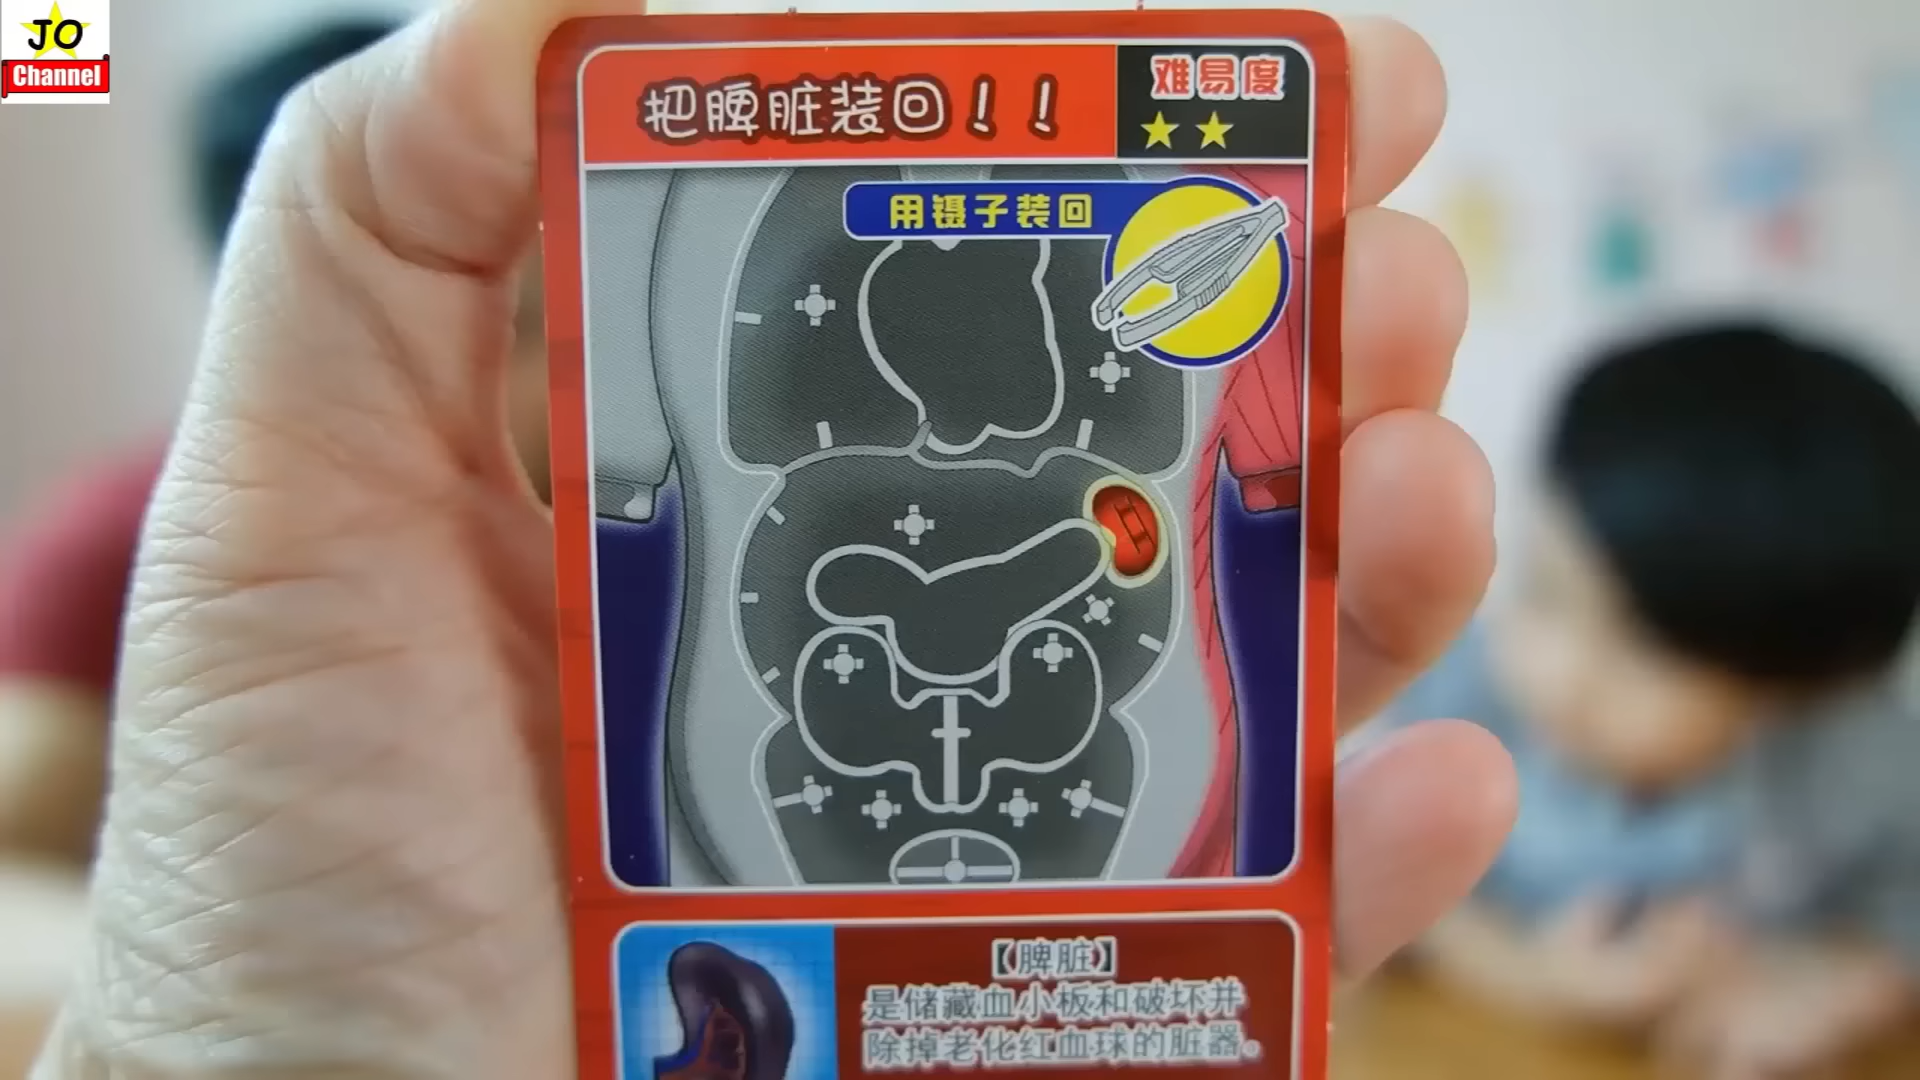 JO
Channel
把脾脏装回！！
难易度
★★
用镊子装回
【脾脏】
是储藏血小板和破坏并
除掉老化红血球的脏器。